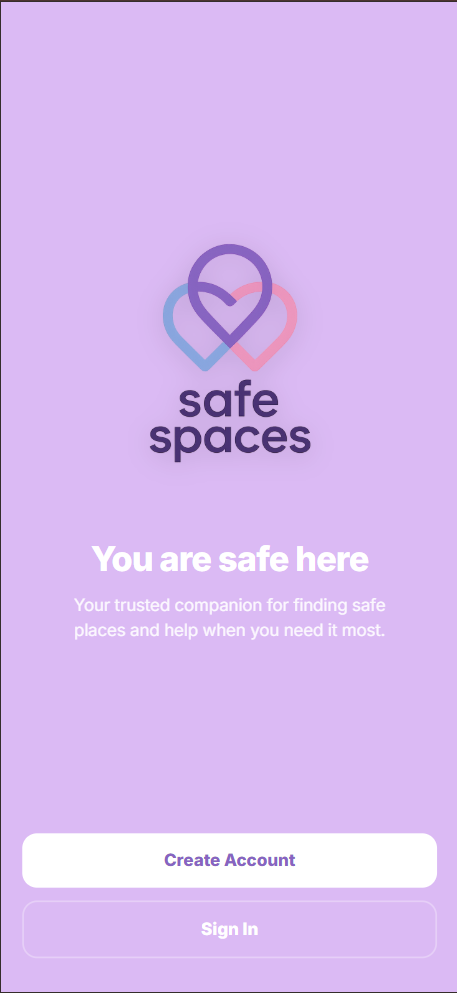 safe
spaces
You are safe here
Your trusted companion for finding safe
places and help when you need it most.
Create Account
Sign In